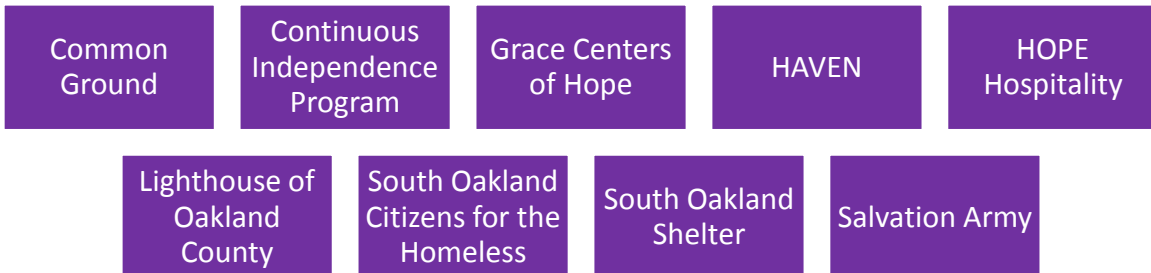 Common
Ground
Continuous
Independence
Program
Grace Centers
of Hope
HAVEN
HOPE
Hospitality
Lighthouse of
Oakland
County
South Oakland
Citizens for the
Homeless
South Oakland
Shelter
Salvation Army